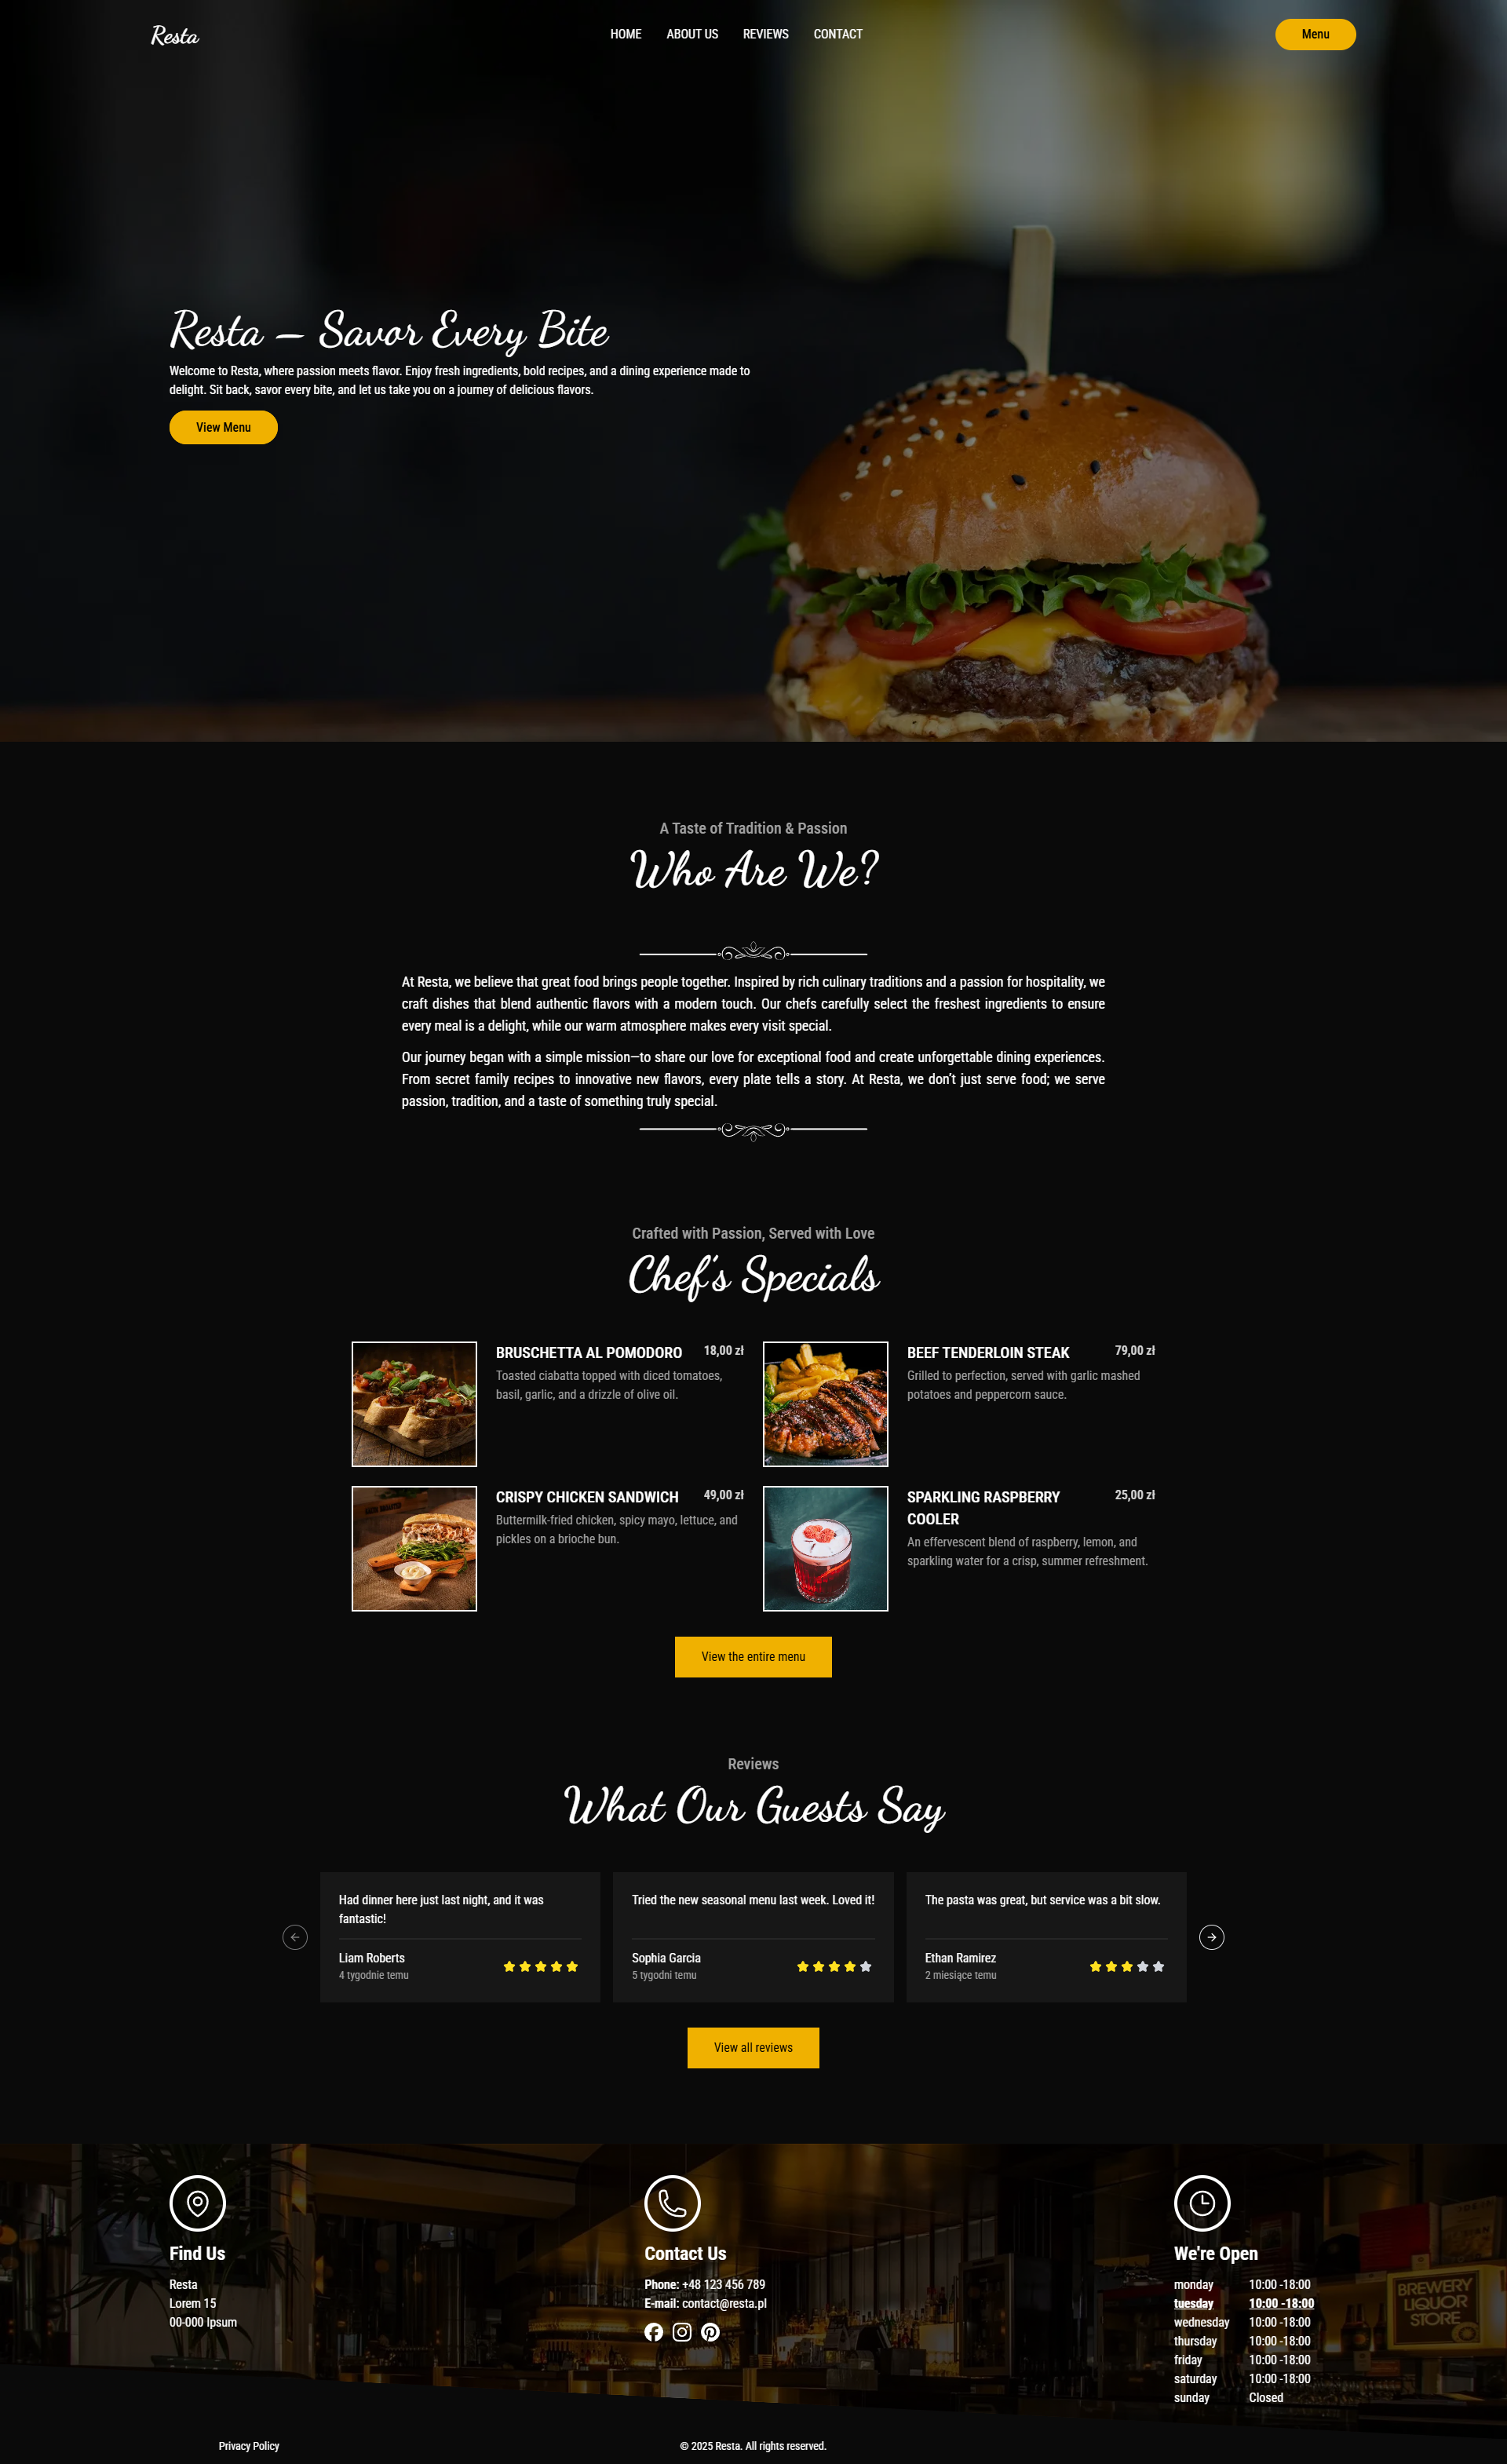 Resta
HOME ABOUT US REVIEWS CONTACT
Menu
Resta – Savor Every Bite
Welcome to Resta, where passion meets flavor. Enjoy fresh ingredients, bold recipes, and a dining experience made to
delight. Sit back, savor every bite, and let us take you on a journey of delicious flavors.
View Menu
A Taste of Tradition & Passion
Who Are We?
At Resta, we believe that great food brings people together. Inspired by rich culinary traditions and a passion for hospitality, we
craft dishes that blend authentic flavors with a modern touch. Our chefs carefully select the freshest ingredients to ensure
every meal is a delight, while our warm atmosphere makes every visit special.
Our journey began with a simple mission—to share our love for exceptional food and create unforgettable dining experiences.
From secret family recipes to innovative new flavors, every plate tells a story. At Resta, we don’t just serve food; we serve
passion, tradition, and a taste of something truly special.
Crafted with Passion, Served with Love
Chef’s Specials
BRUSCHETTA AL POMODORO 18,00 zł
Toasted ciabatta topped with diced tomatoes,
basil, garlic, and a drizzle of olive oil.
BEEF TENDERLOIN STEAK 79,00 zł
Grilled to perfection, served with garlic mashed
potatoes and peppercorn sauce.
CRISPY CHICKEN SANDWICH 49,00 zł
Buttermilk-fried chicken, spicy mayo, lettuce, and
pickles on a brioche bun.
SPARKLING RASPBERRY 25,00 zł
COOLER
An effervescent blend of raspberry, lemon, and
sparkling water for a crisp, summer refreshment.
View the entire menu
Reviews
What Our Guests Say
Had dinner here just last night, and it was
fantastic!
Liam Roberts
4 tygodnie temu
Tried the new seasonal menu last week. Loved it!
Sophia Garcia
5 tygodni temu
The pasta was great, but service was a bit slow.
Ethan Ramirez
2 miesiące temu
View all reviews
Find Us
Resta
Lorem 15
00-000 Ipsum
Contact Us
Phone: +48 123 456 789
E-mail: contact@resta.pl
We're Open
monday 10:00 -18:00
tuesday 10:00 -18:00
wednesday 10:00 -18:00
thursday 10:00 -18:00
friday 10:00 -18:00
saturday 10:00 -18:00
sunday Closed
BREWERY
LIQUOR
STORE
Privacy Policy
© 2025 Resta. All rights reserved.